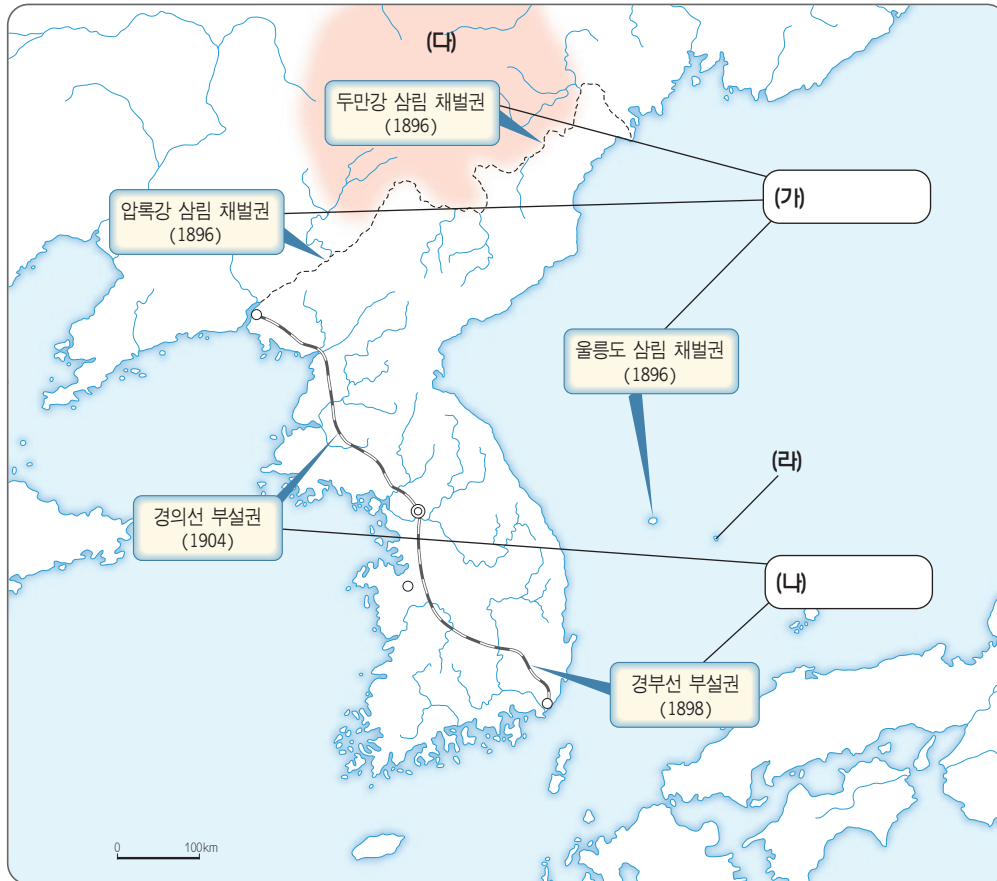 (다)
두만강 삼림 채벌권
(1896)
(가)
압록강 삼림 채벌권
(1896)
울릉도 삼림 채벌권
(1896)
(라)
경의선 부설권
(1904)
(나)
경부선 부설권
(1898)
0 100km